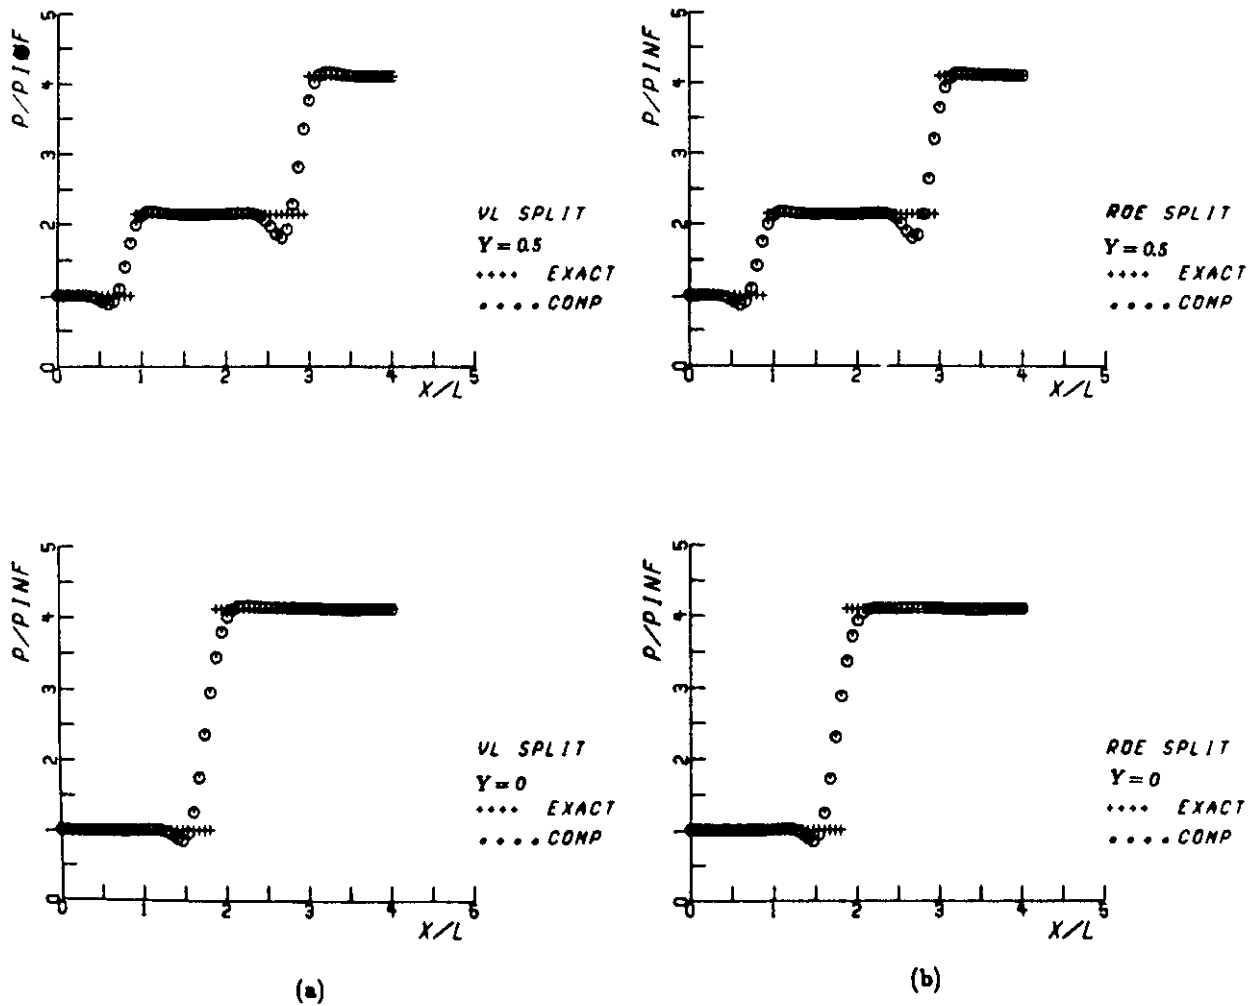 P/PINF
5
4
3
2
1
0
0 1 2 3 4 5
X/L
VL SPLIT
Y = 0.5
++++ EXACT
• • • • COMP
P/PINF
5
4
3
2
1
0
0 1 2 3 4 5
X/L
ROE SPLIT
Y = 0.5
++++ EXACT
• • • • COMP
P/PINF
5
4
3
2
1
0
0 1 2 3 4 5
X/L
VL SPLIT
Y = 0
++++ EXACT
• • • • COMP
P/PINF
5
4
3
2
1
0
0 1 2 3 4 5
X/L
ROE SPLIT
Y = 0
++++ EXACT
• • • • COMP
(a)
(b)